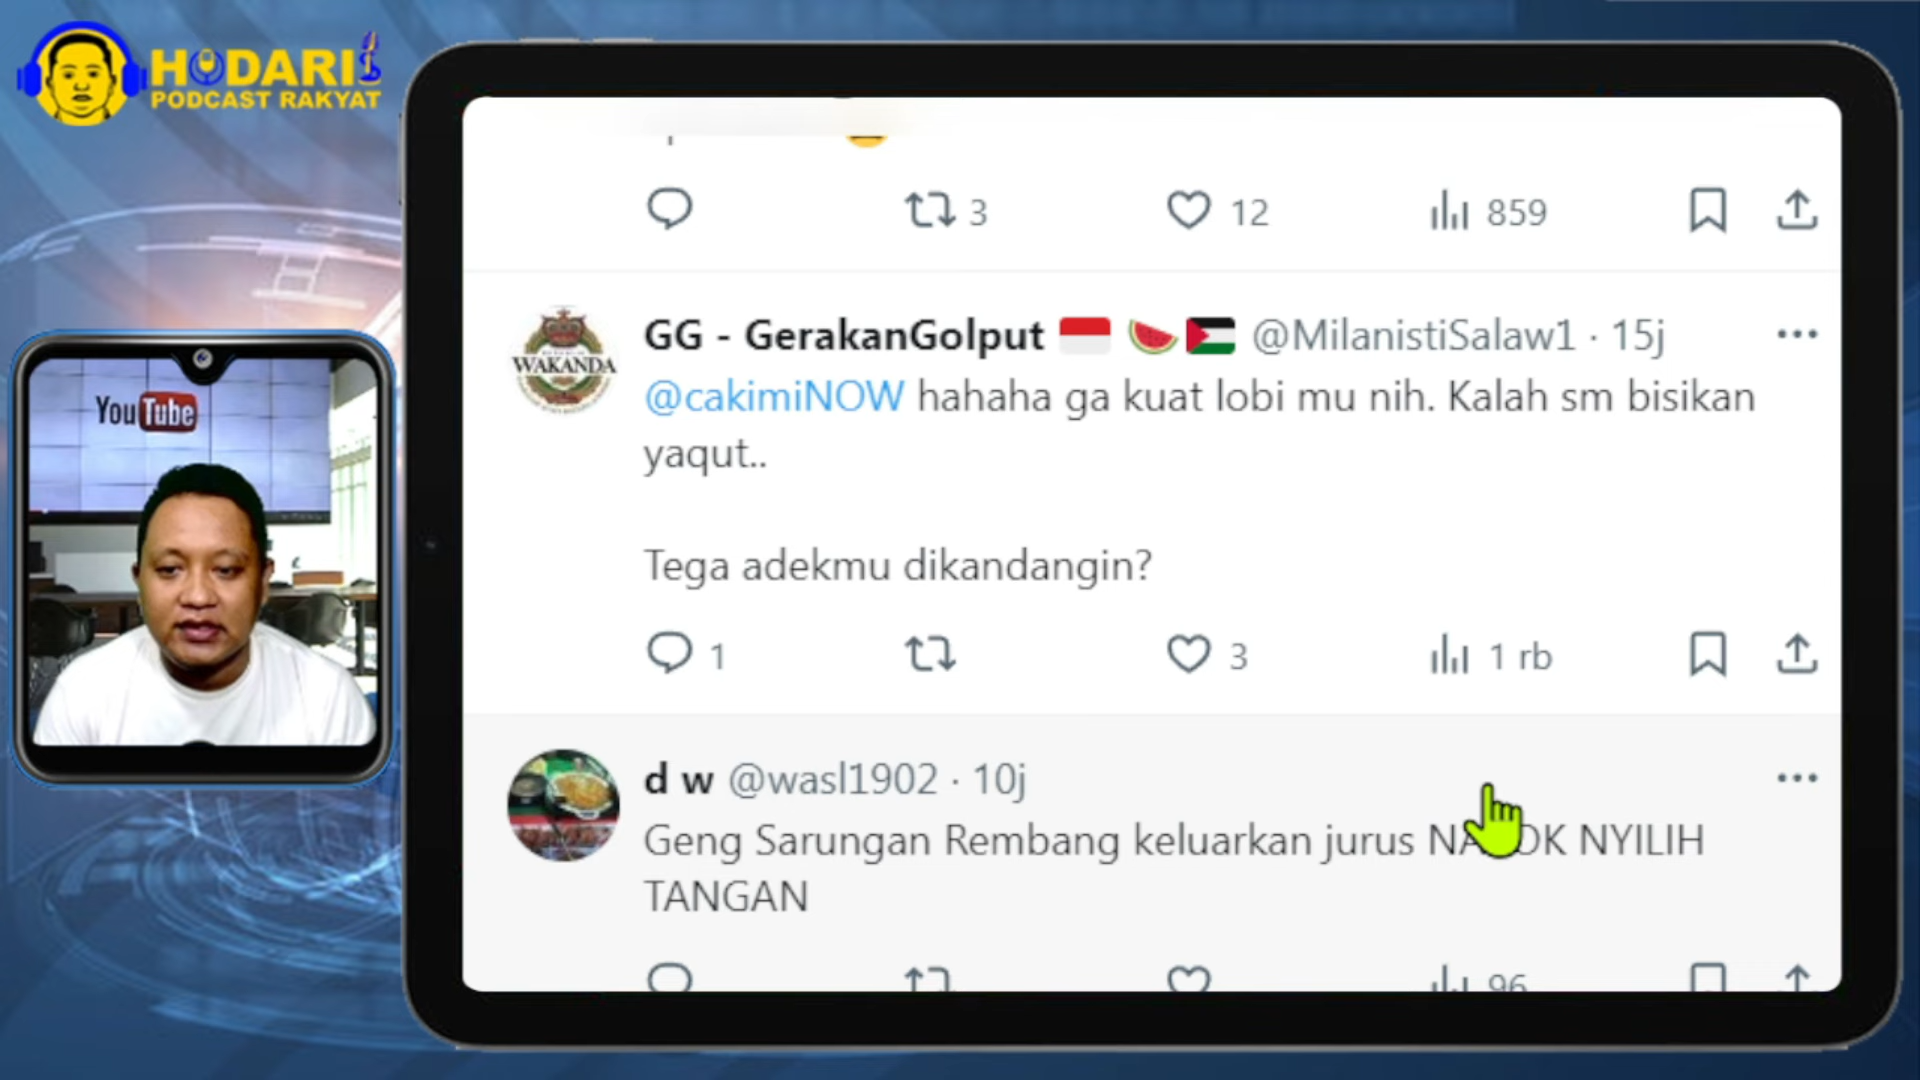 HODARI
PODCAST RAKYAT
YouTube
3
12
859
WAKANDA
GG - GerakanGolput @MilanistiSalaw1 · 15j
@cakimiNOW hahaha ga kuat lobi mu nih. Kalah sm bisikan
yaqut..
Tega adekmu dikandangin?
1
3
1 rb
d w @wasl1902 · 10j
Geng Sarungan Rembang keluarkan jurus NYILIH
TANGAN
96